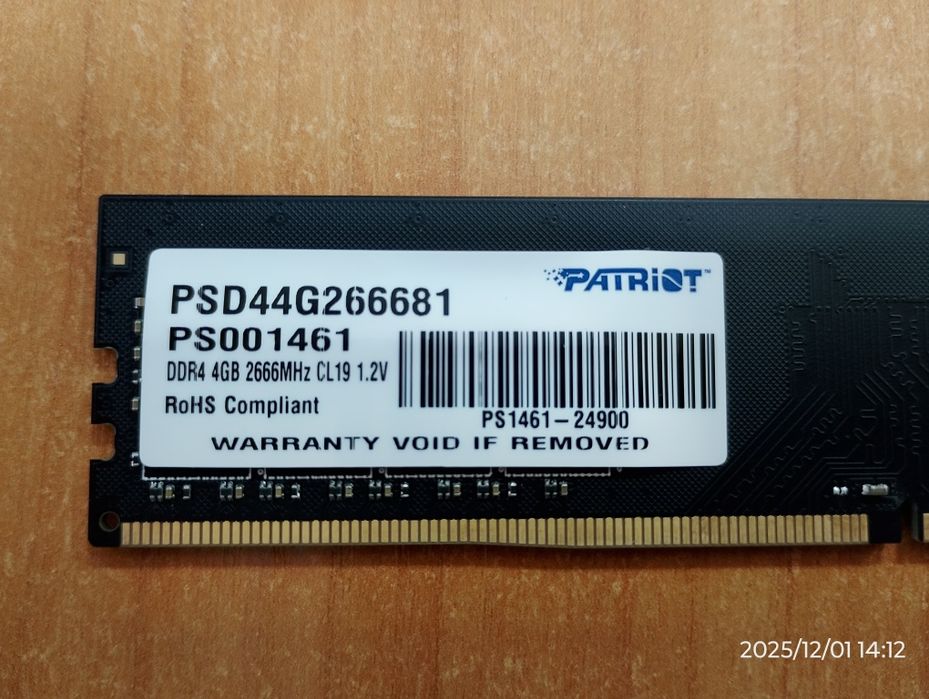 PATRiOT™
PSD44G266681
PS001461
DDR4 4GB 2666MHz CL19 1.2V
RoHS Compliant
PS1461-24900
WARRANTY VOID IF REMOVED
2025/12/01 14:12